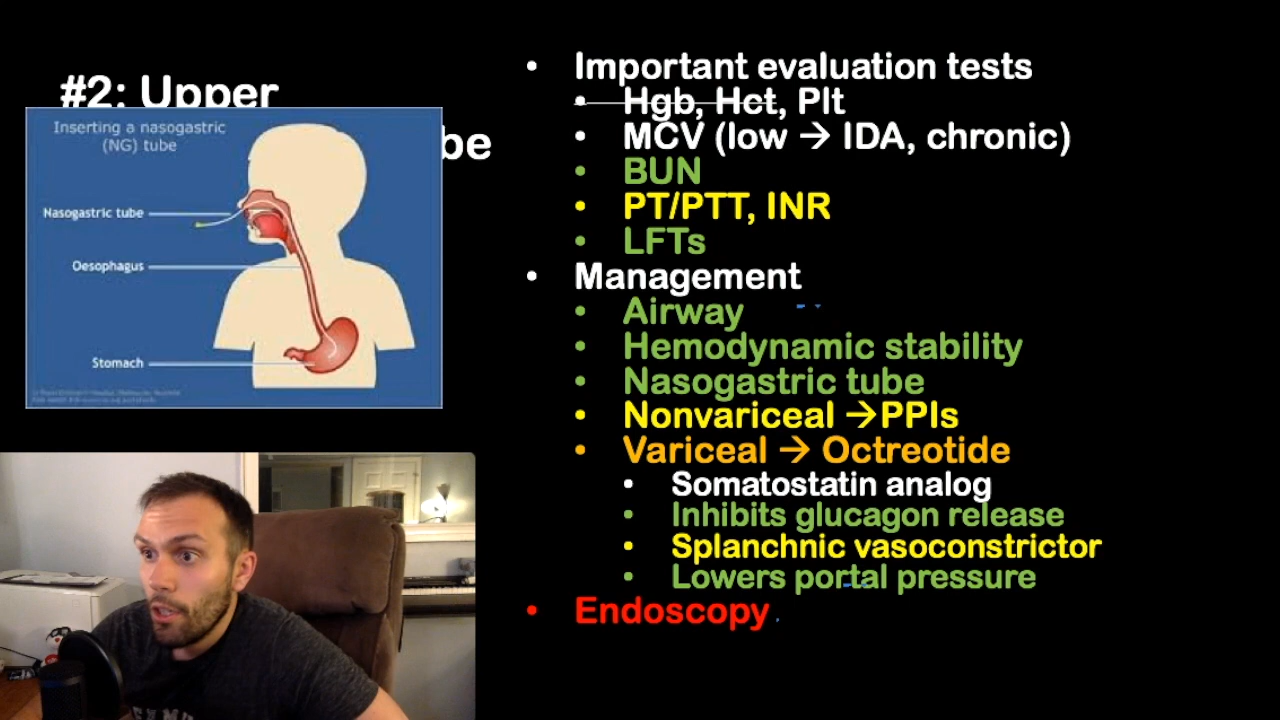 #2: Upper
be
Inserting a nasogastric
(NG) tube
Nasogastric tube
Oesophagus
Stomach
• Important evaluation tests
• Hgb, Hct, Plt
• MCV (low → IDA, chronic)
• BUN
• PT/PTT, INR
• LFTs
• Management
• Airway
• Hemodynamic stability
• Nasogastric tube
• Nonvariceal →PPIs
• Variceal → Octreotide
• Somatostatin analog
• Inhibits glucagon release
• Splanchnic vasoconstrictor
• Lowers portal pressure
• Endoscopy